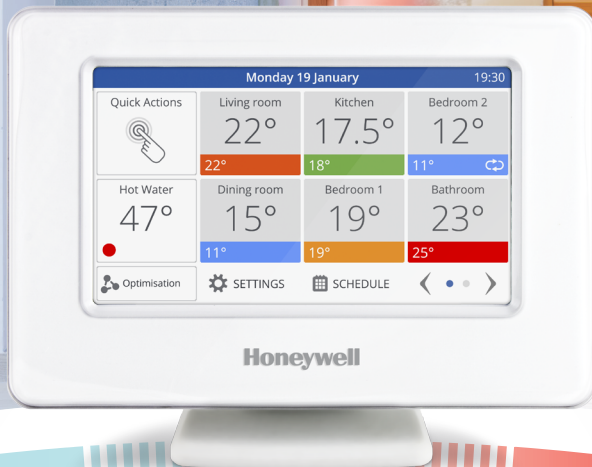 Monday 19 January 19:30
Quick Actions
Living room
22°
22°
Kitchen
17.5°
18°
Bedroom 2
12°
11°
Hot Water
47°
Dining room
15°
11°
Bedroom 1
19°
19°
Bathroom
23°
25°
Optimisation
SETTINGS
SCHEDULE
Honeywell